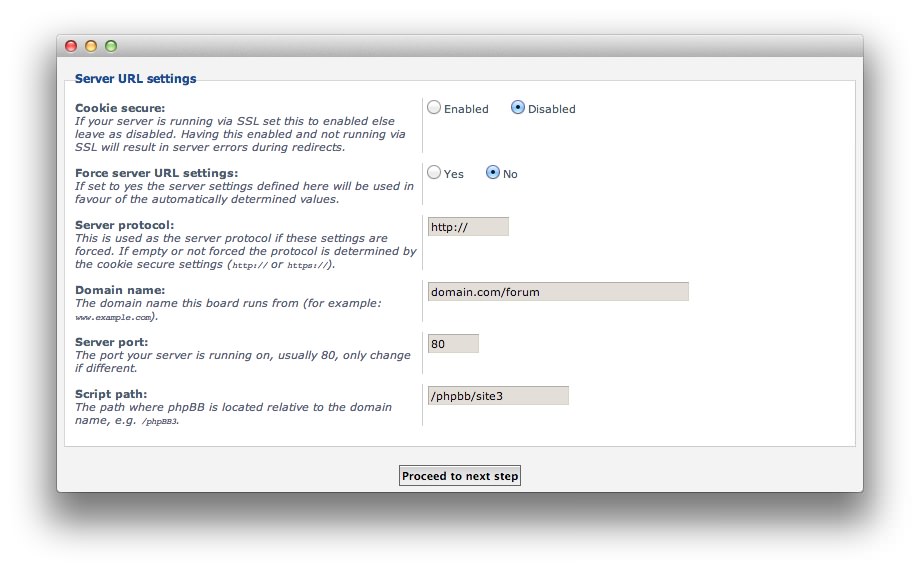 Server URL settings
Cookie secure:
If your server is running via SSL set this to enabled else
leave as disabled. Having this enabled and not running via
SSL will result in server errors during redirects.
Enabled Disabled
Force server URL settings:
If set to yes the server settings defined here will be used in
favour of the automatically determined values.
Yes No
Server protocol:
This is used as the server protocol if these settings are
forced. If empty or not forced the protocol is determined by
the cookie secure settings (http:// or https://).
http://
Domain name:
The domain name this board runs from (for example:
www.example.com).
domain.com/forum
Server port:
The port your server is running on, usually 80, only change
if different.
80
Script path:
The path where phpBB is located relative to the domain
name, e.g. /phpBB3.
/phpbb/site3
Proceed to next step